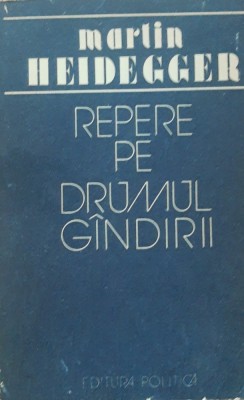 martin
HEIDEGGER
REPERE
PE
DRUMUL
GÎNDIRII
EDITURA POLITICĂ